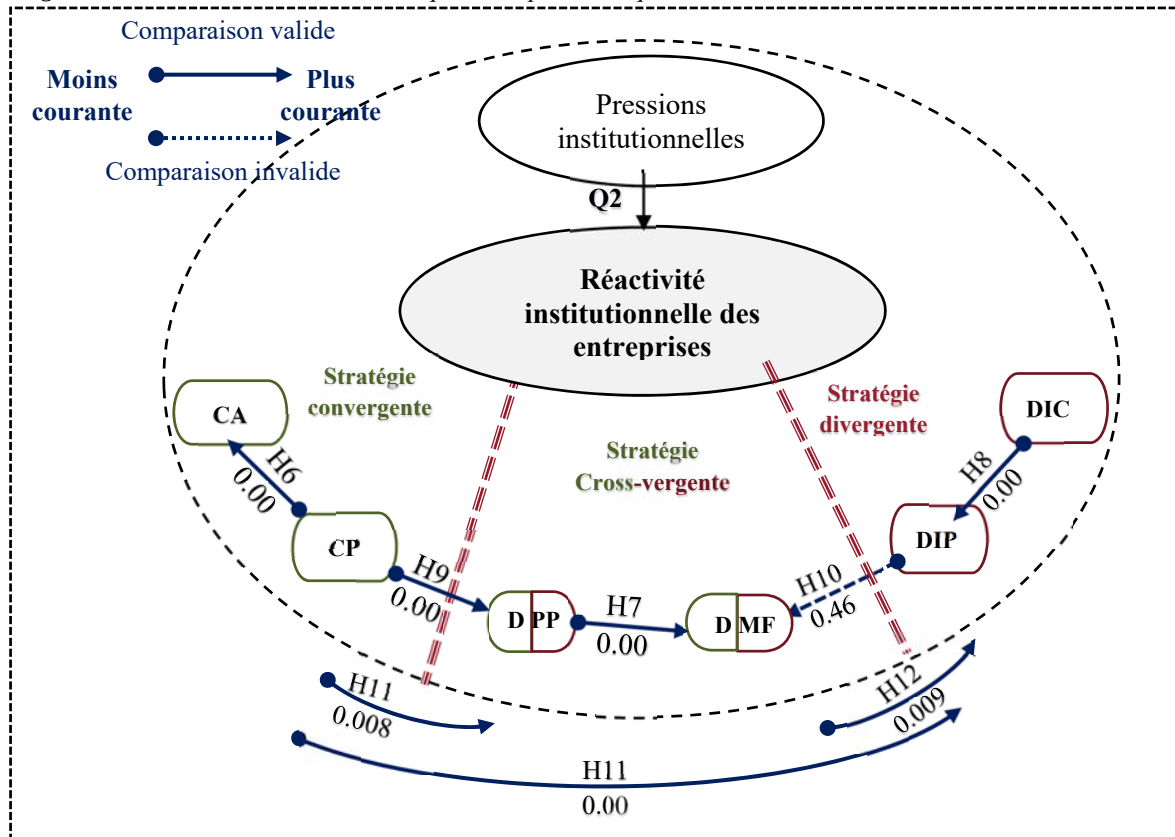 Comparaison valide
Moins
courante
Plus
courante
Comparaison invalide
Pressions
institutionnelles
Q2
Réactivité
institutionnelle des
entreprises
Stratégie
convergente
Stratégie
Cross-vergente
Stratégie
divergente
CA
DIC
H6
0.00
H8
0.00
CP
DIP
H9
0.00
H10
0.46
D PP
H7
0.00
D MF
H11
0.008
H12
0.009
H11
0.00